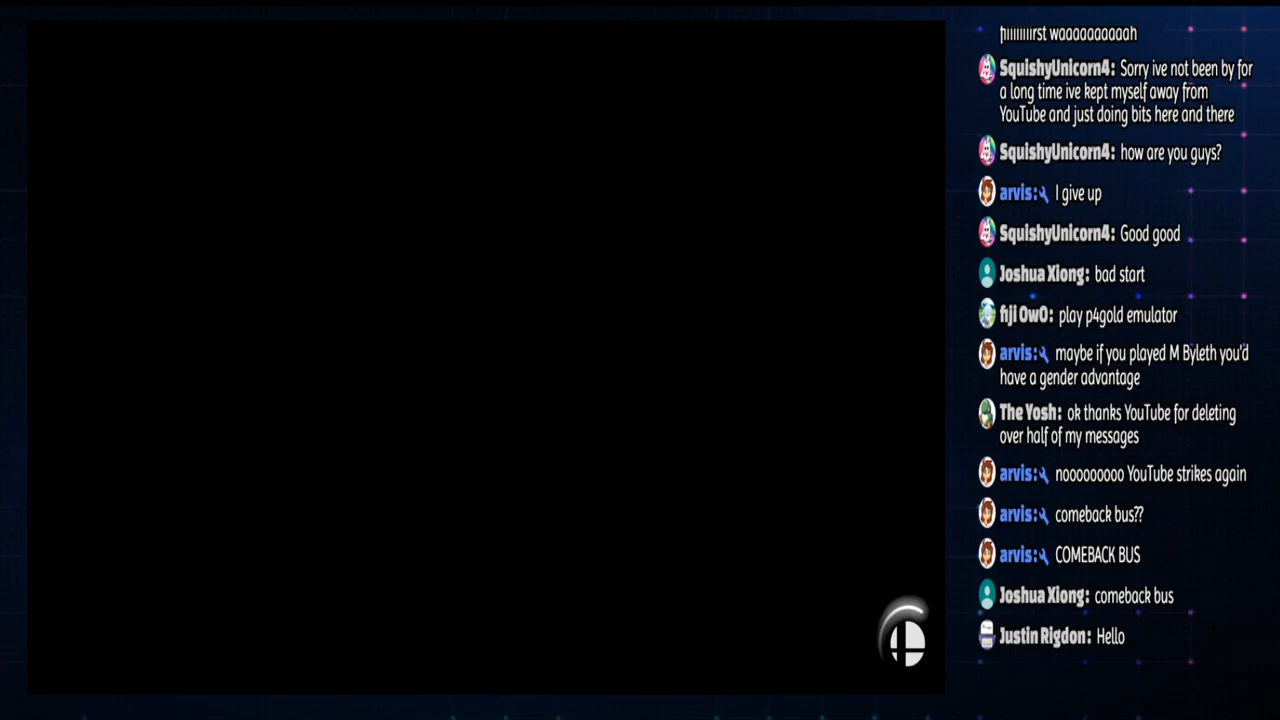 fiiiiiiiirst waaaaaaaaaah
SquishyUnicorn4: Sorry ive not been by for
a long time ive kept myself away from
YouTube and just doing bits here and there
SquishyUnicorn4: how are you guys?
arvis: I give up
SquishyUnicorn4: Good good
Joshua Xiong: bad start
fiji OwO: play p4gold emulator
arvis: maybe if you played M Byleth you'd
have a gender advantage
The Yosh: ok thanks YouTube for deleting
over half of my messages
arvis: nooooooooo YouTube strikes again
arvis: comeback bus??
arvis: COMEBACK BUS
Joshua Xiong: comeback bus
Justin Rigdon: Hello